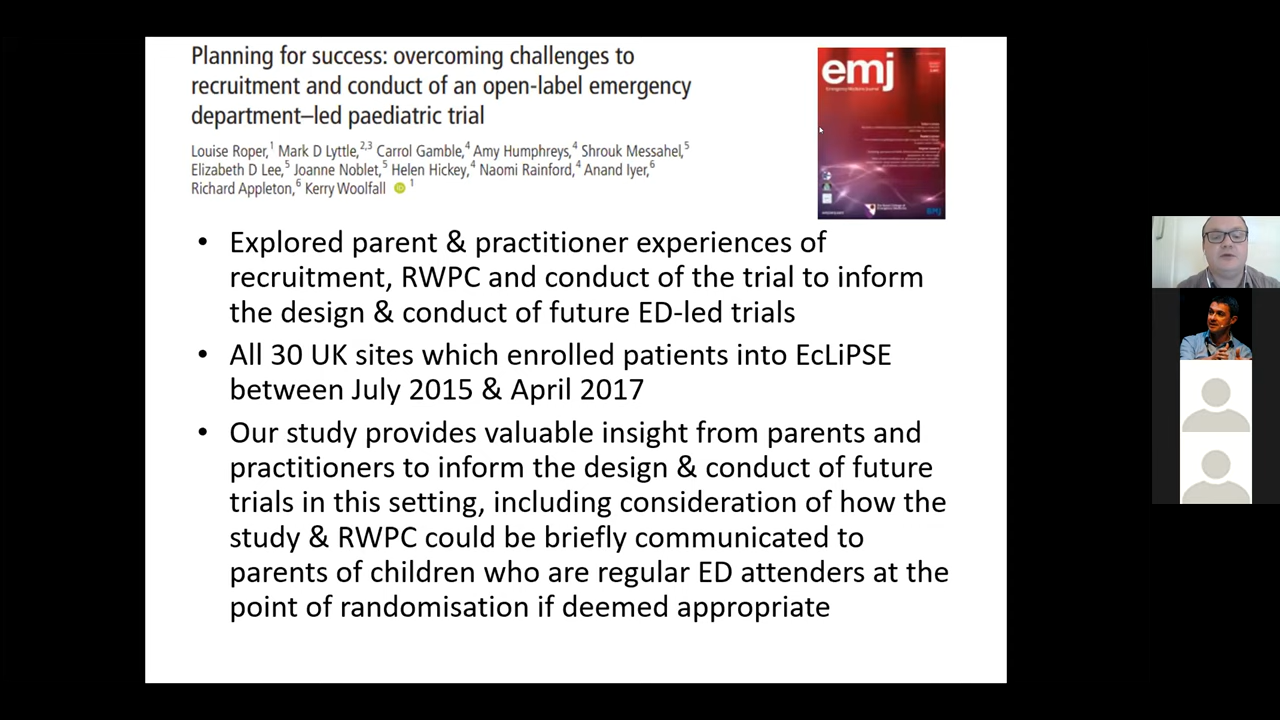 Planning for success: overcoming challenges to
recruitment and conduct of an open-label emergency
department–led paediatric trial
Louise Roper,1 Mark D Lyttle,2,3 Carrol Gamble,4 Amy Humphreys,4 Shrouk Messahel,5
Elizabeth D Lee,5 Joanne Noblet,5 Helen Hickey,4 Naomi Rainford,4 Anand Iyer,6
Richard Appleton,6 Kerry Woolfall iD 1
emj
Emergency Medicine Journal
EMJ
• Explored parent & practitioner experiences of
recruitment, RWPC and conduct of the trial to inform
the design & conduct of future ED-led trials
• All 30 UK sites which enrolled patients into EcLiPSE
between July 2015 & April 2017
• Our study provides valuable insight from parents and
practitioners to inform the design & conduct of future
trials in this setting, including consideration of how the
study & RWPC could be briefly communicated to
parents of children who are regular ED attenders at the
point of randomisation if deemed appropriate